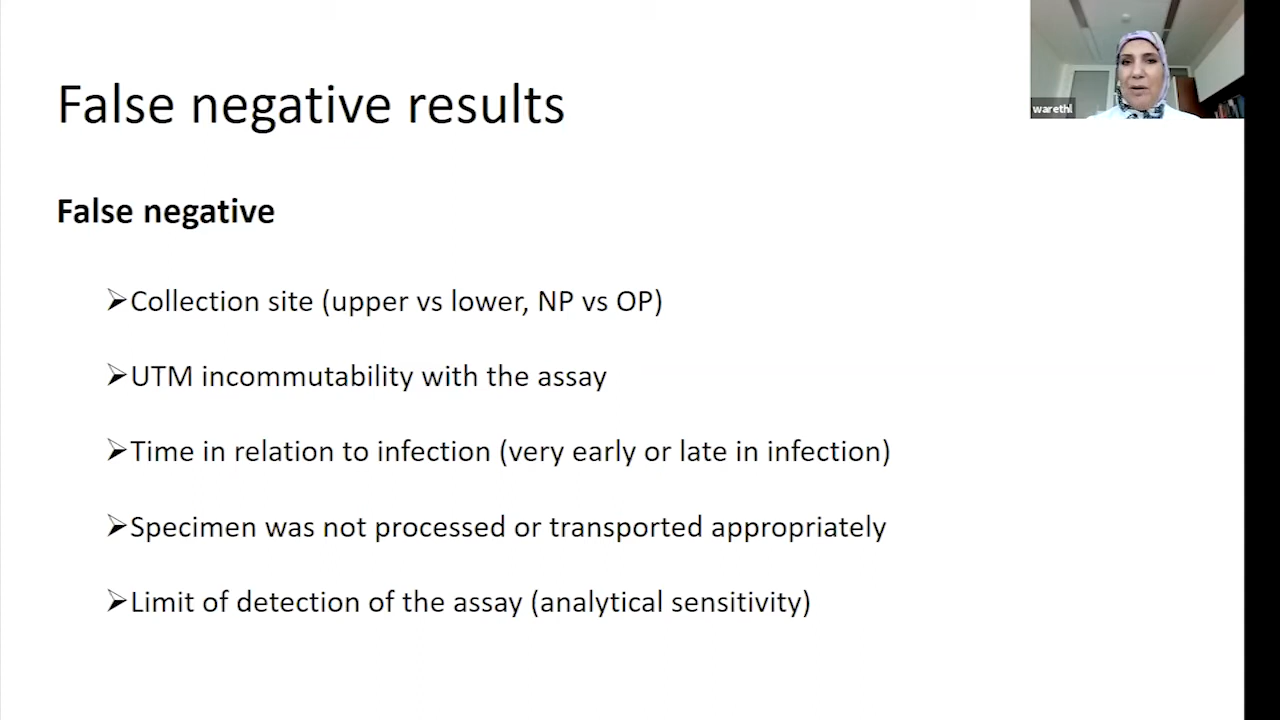 False negative results
warethl
False negative
➢Collection site (upper vs lower, NP vs OP)
➢UTM incommutability with the assay
➢Time in relation to infection (very early or late in infection)
➢Specimen was not processed or transported appropriately
➢Limit of detection of the assay (analytical sensitivity)